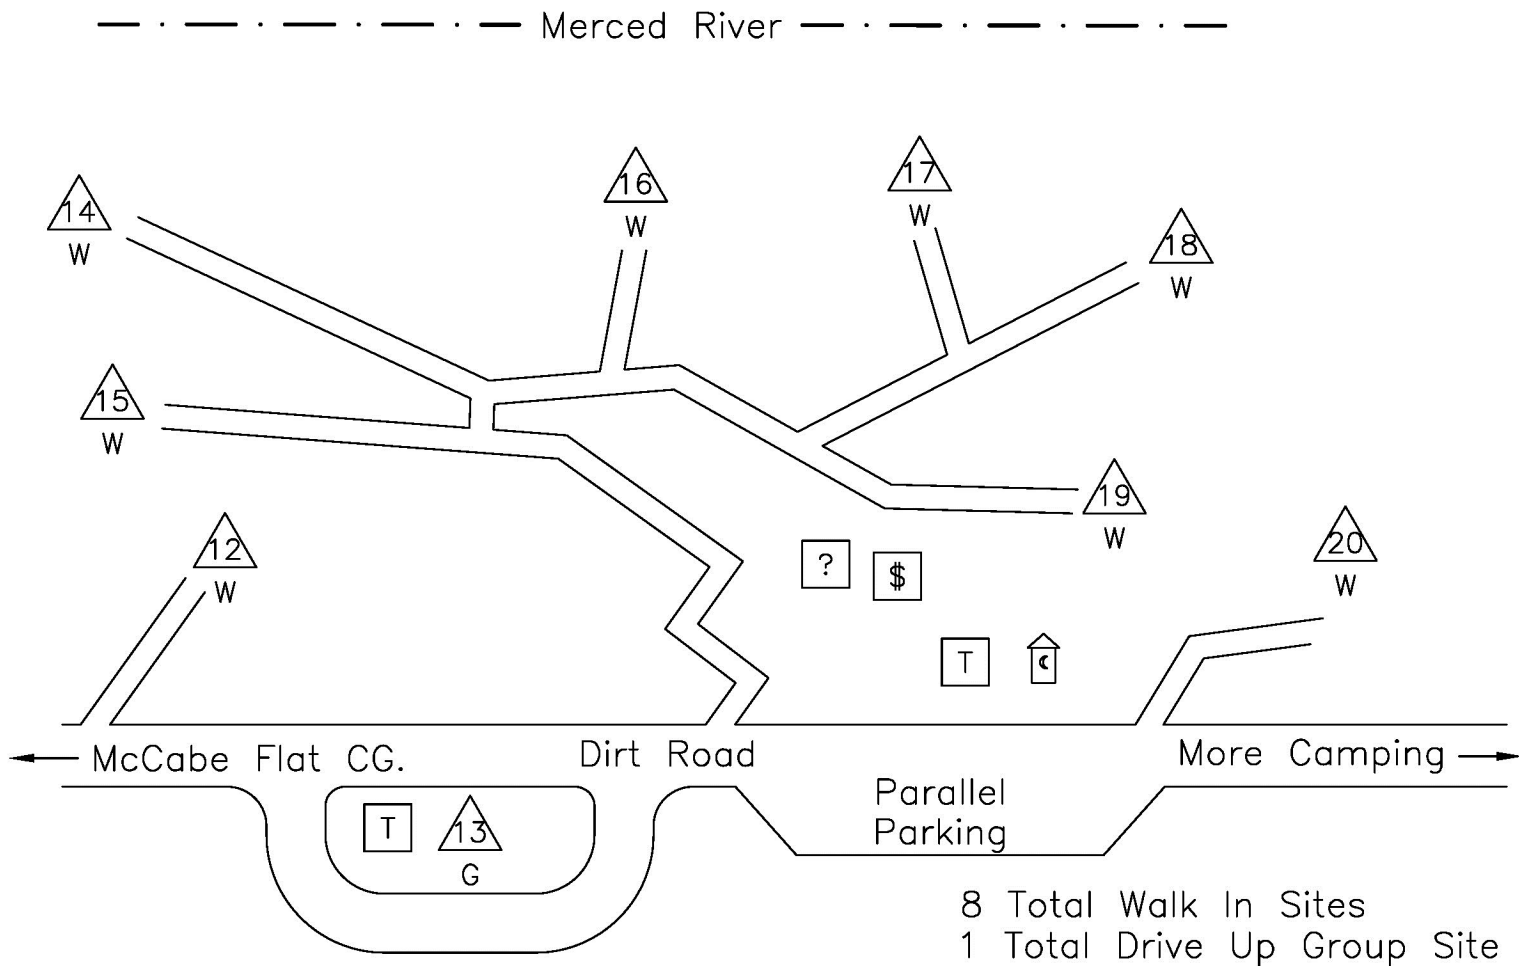 Merced River
14
W
16
W
17
W
18
W
15
W
19
W
12
W
20
W
?
$
T
McCabe Flat CG.
Dirt Road
More Camping
Parallel
Parking
T
13
G
8 Total Walk In Sites
1 Total Drive Up Group Site